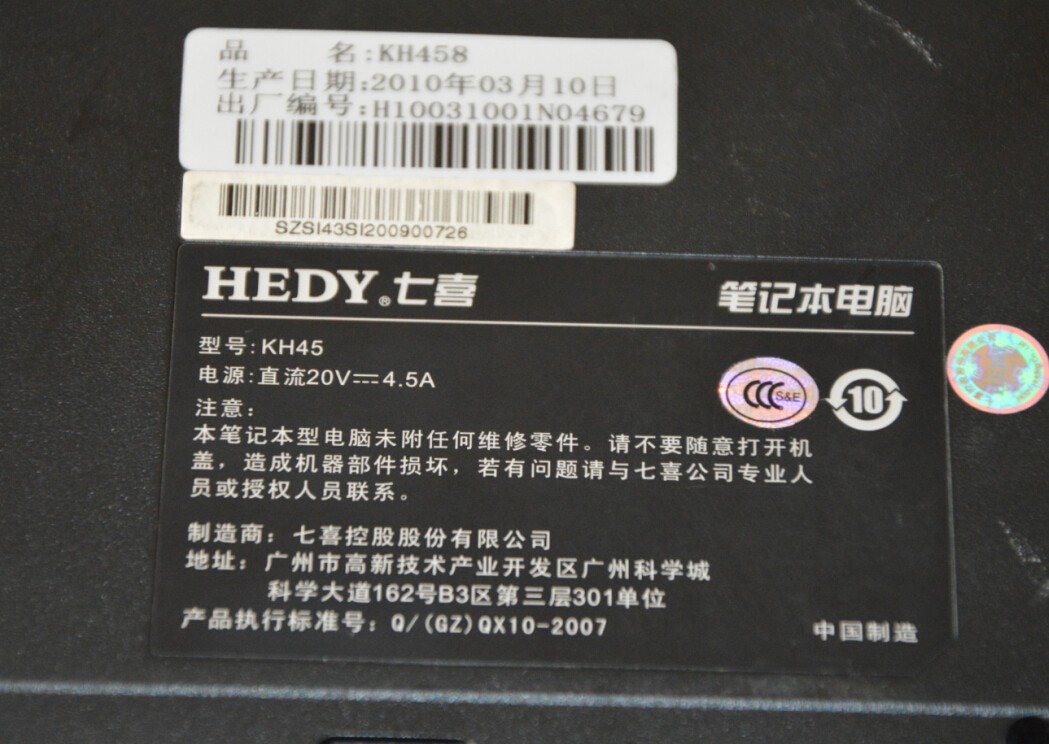 品 名:KH458
生产日期:2010年03月10日
出厂编号:H10031001N04679
SZSI43SI200900726
HEDY®七喜 笔记本电脑
型号:KH45
电源:直流20V⎓4.5A
CCC S&E 10
注意:
本笔记本型电脑未附任何维修零件。请不要随意打开机
盖,造成机器部件损坏,若有问题请与七喜公司专业人
员或授权人员联系。
制造商:七喜控股股份有限公司
地址:广州市高新技术产业开发区广州科学城
科学大道162号B3区第三层301单位
产品执行标准号:Q/(GZ)QX10-2007
中国制造